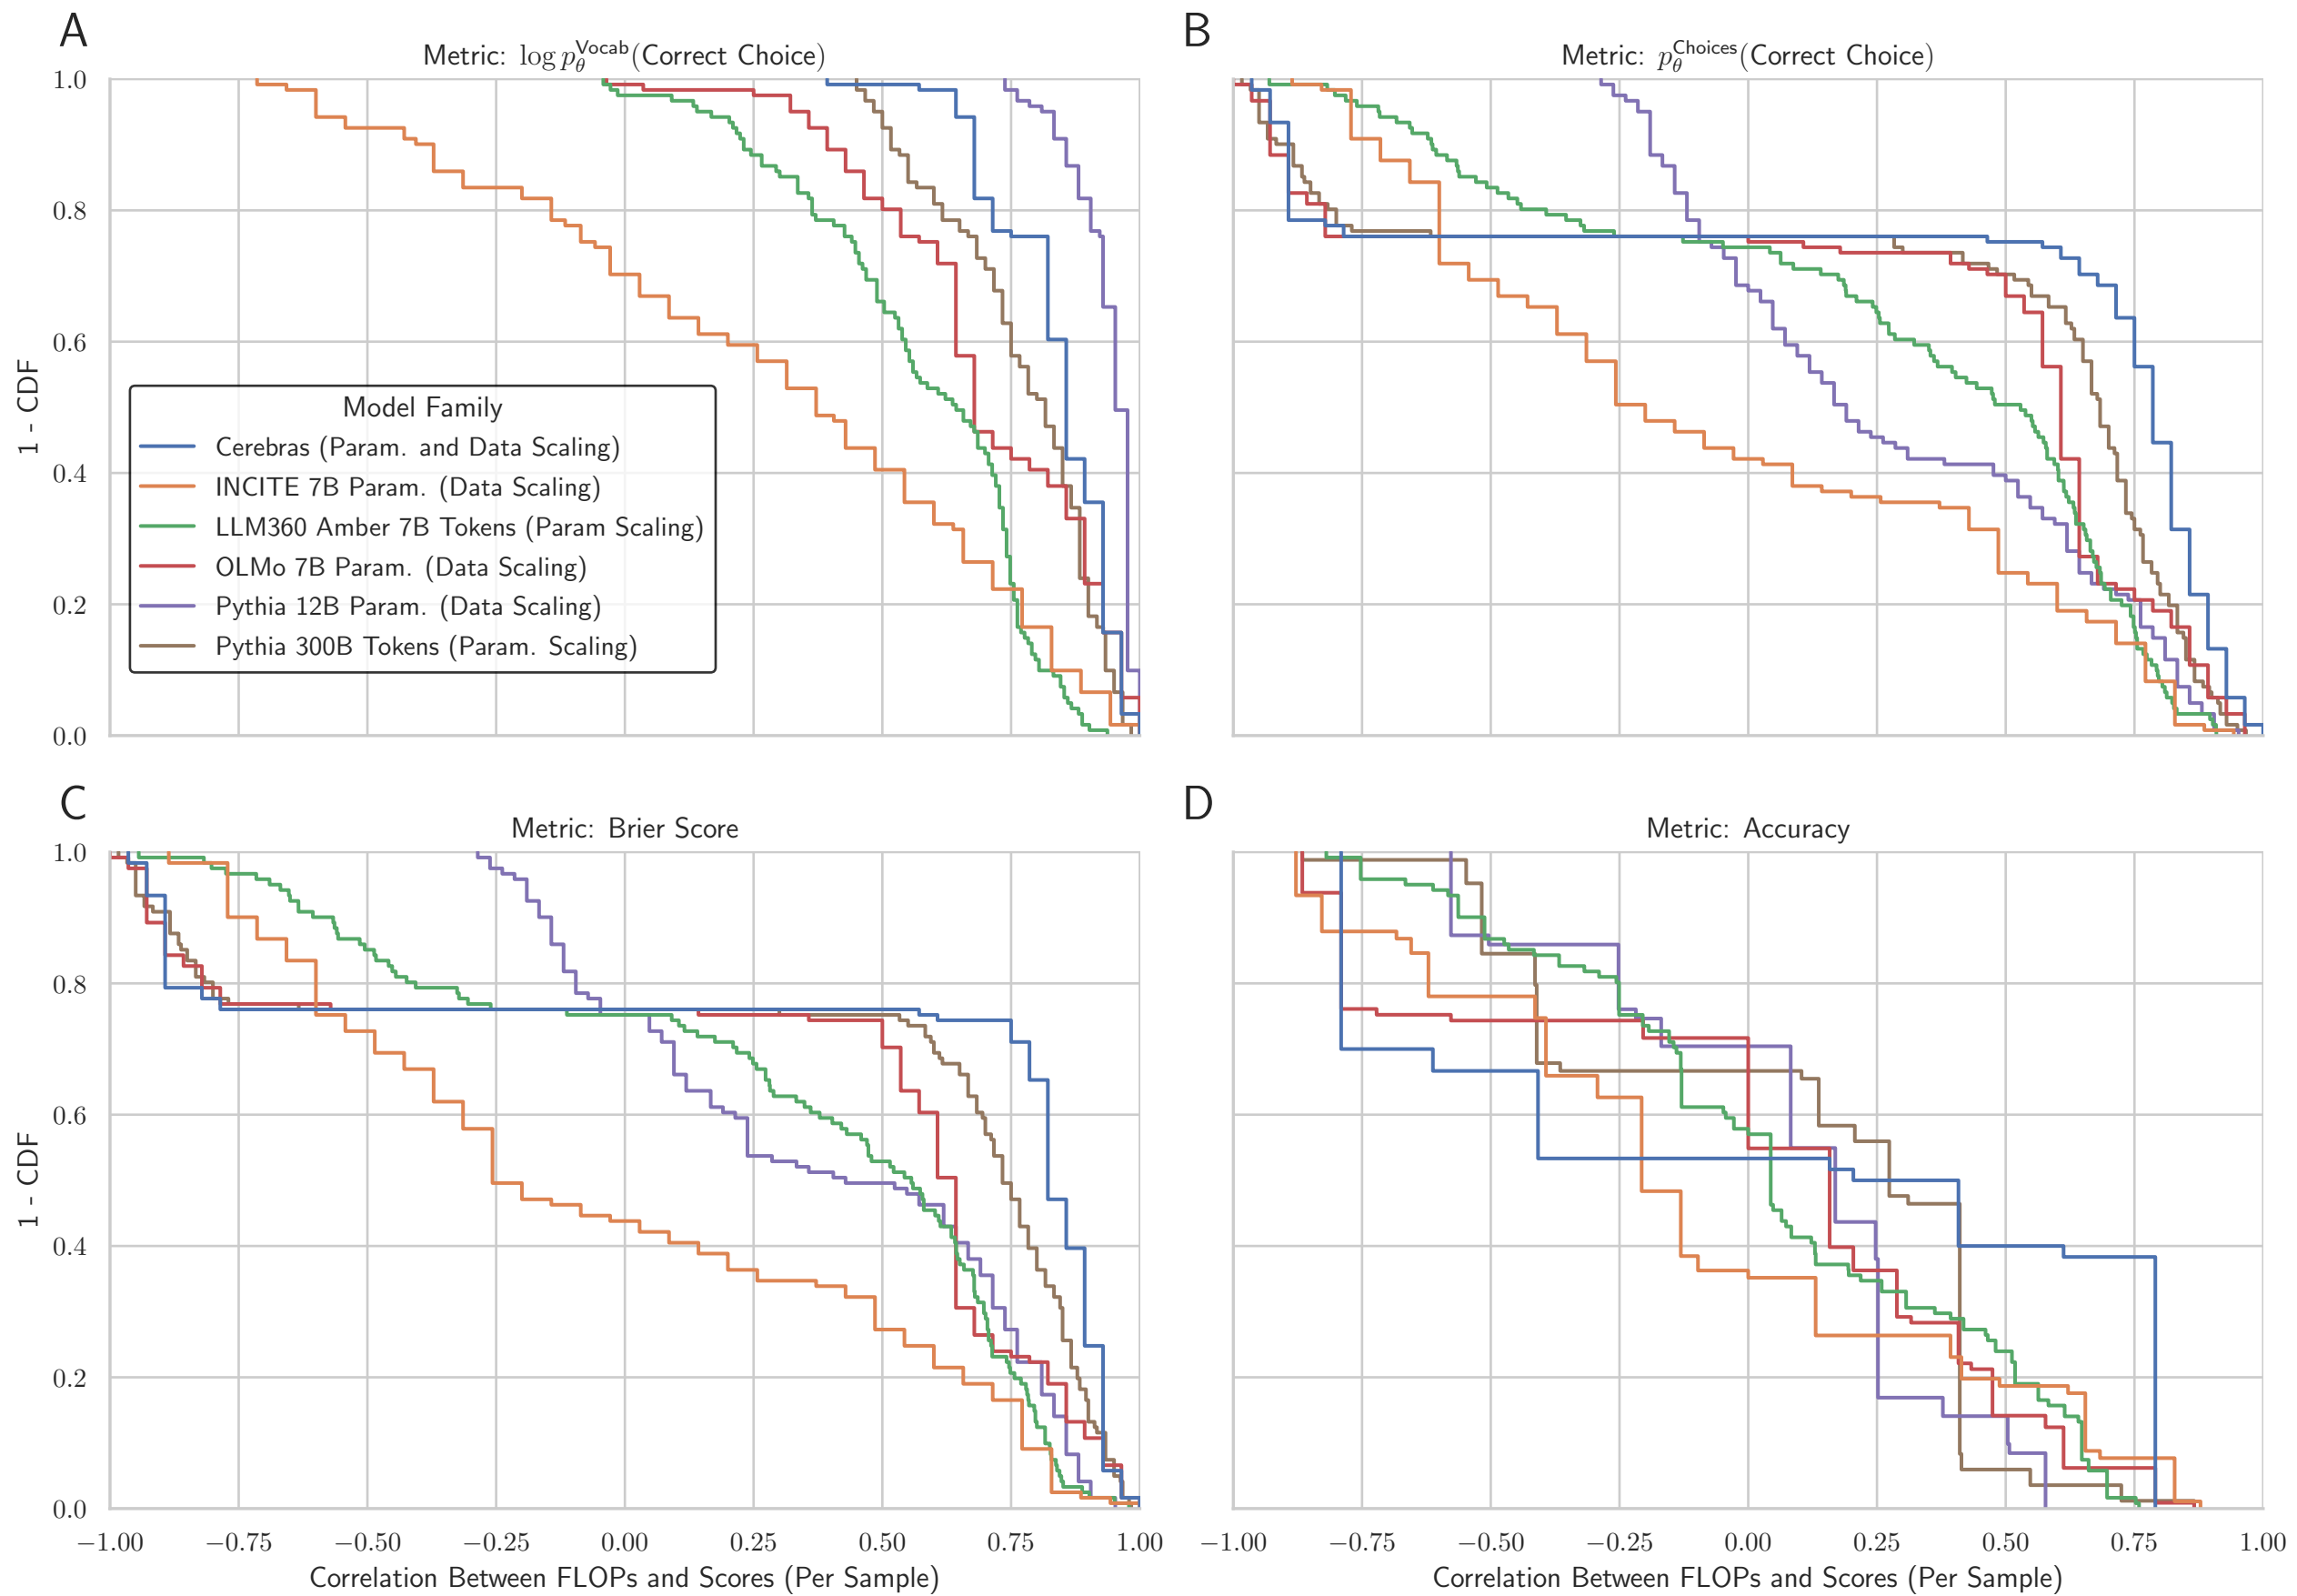 A
Metric: log p_θ^Vocab(Correct Choice)
1.0
0.8
0.6
0.4
0.2
0.0
1 - CDF
Model Family
Cerebras (Param. and Data Scaling)
INCITE 7B Param. (Data Scaling)
LLM360 Amber 7B Tokens (Param Scaling)
OLMo 7B Param. (Data Scaling)
Pythia 12B Param. (Data Scaling)
Pythia 300B Tokens (Param. Scaling)
B
Metric: p_θ^Choices(Correct Choice)
C
Metric: Brier Score
1.0
0.8
0.6
0.4
0.2
0.0
1 - CDF
−1.00 −0.75 −0.50 −0.25 0.00 0.25 0.50 0.75 1.00
Correlation Between FLOPs and Scores (Per Sample)
D
Metric: Accuracy
−1.00 −0.75 −0.50 −0.25 0.00 0.25 0.50 0.75 1.00
Correlation Between FLOPs and Scores (Per Sample)